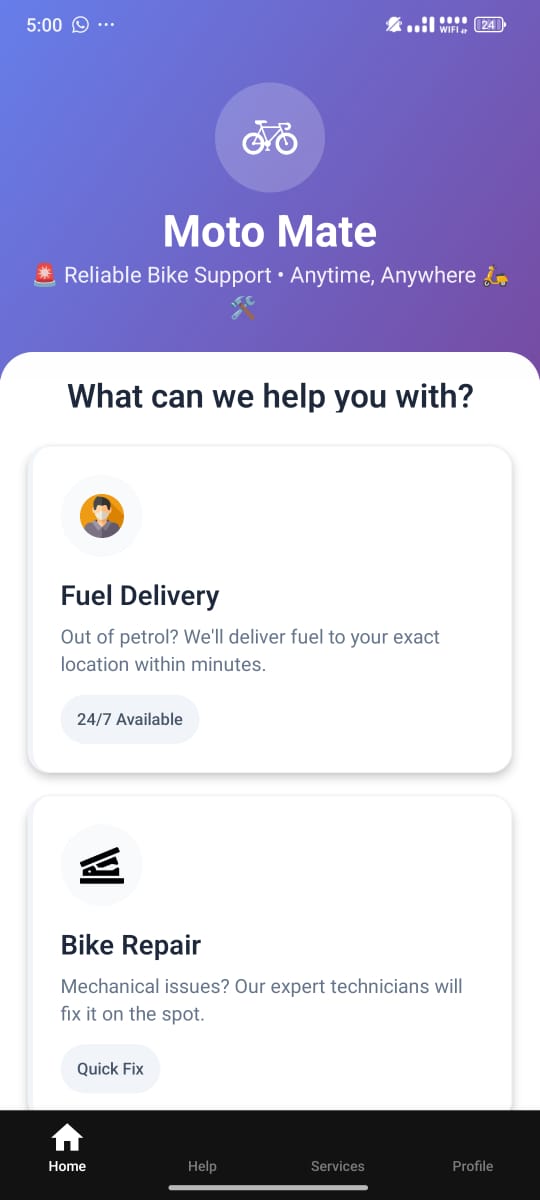 5:00
WIFI
24
Moto Mate
🚨 Reliable Bike Support • Anytime, Anywhere 🛵
🛠️
What can we help you with?
Fuel Delivery
Out of petrol? We'll deliver fuel to your exact
location within minutes.
24/7 Available
Bike Repair
Mechanical issues? Our expert technicians will
fix it on the spot.
Quick Fix
Home
Help
Services
Profile